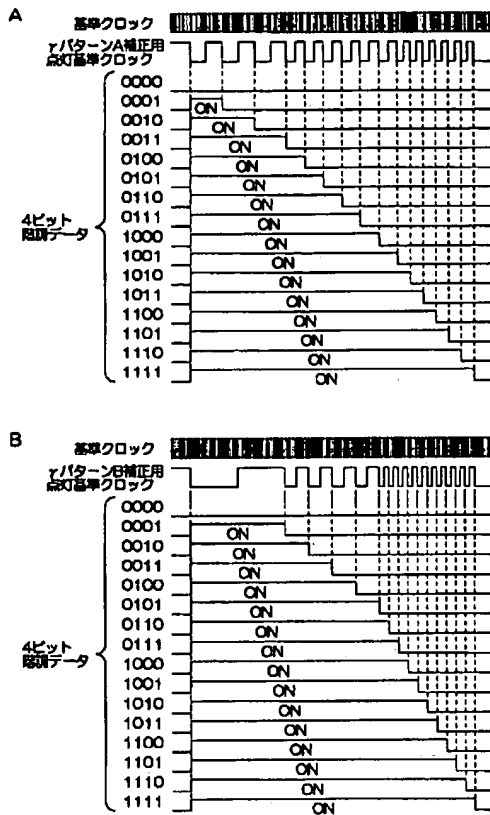 A
基準クロック
γパターンA補正用
点灯基準クロック
0000
0001
ON
0010
ON
0011
ON
0100
ON
0101
ON
0110
ON
4ビット
階調データ
0111
ON
1000
ON
1001
ON
1010
ON
1011
ON
1100
ON
1101
ON
1110
ON
1111
ON
B
基準クロック
γパターンB補正用
点灯基準クロック
0000
0001
ON
0010
ON
0011
ON
0100
ON
0101
ON
0110
ON
4ビット
階調データ
0111
ON
1000
ON
1001
ON
1010
ON
1011
ON
1100
ON
1101
ON
1110
ON
1111
ON